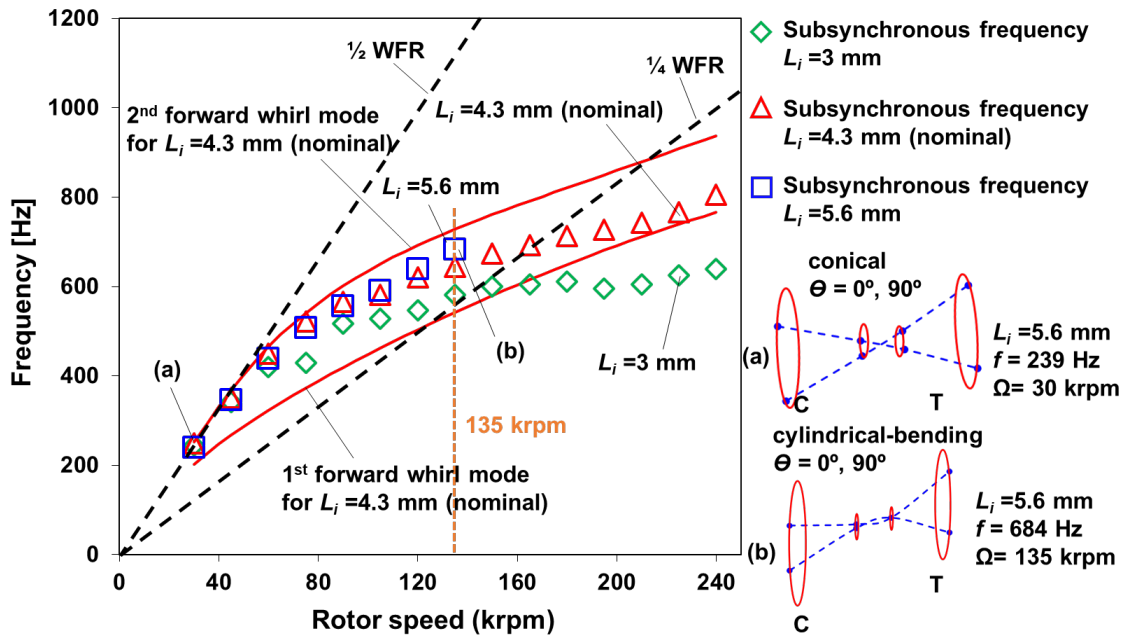 1200
1000
800
600
400
200
0
Frequency [Hz]
0
40
80
120
160
200
240
Rotor speed (krpm)
½ WFR
¼ WFR
2nd forward whirl mode
for Li =4.3 mm (nominal)
Li =4.3 mm (nominal)
Li =5.6 mm
(a)
(b)
Li =3 mm
135 krpm
1st forward whirl mode
for Li =4.3 mm (nominal)
Subsynchronous frequency
Li =3 mm
Subsynchronous frequency
Li =4.3 mm (nominal)
Subsynchronous frequency
Li =5.6 mm
conical
Θ = 0°, 90°
(a)
Li =5.6 mm
f = 239 Hz
Ω= 30 krpm
C
T
cylindrical-bending
Θ = 0°, 90°
(b)
Li =5.6 mm
f = 684 Hz
Ω= 135 krpm
T
C